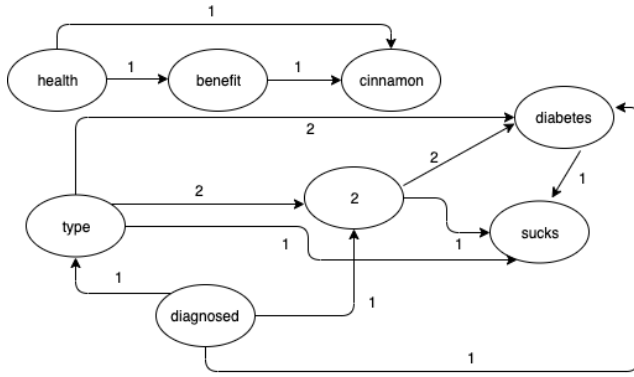 1
health
1
benefit
1
cinnamon
diabetes
2
2
1
type
2
2
1
1
sucks
1
diagnosed
1
1